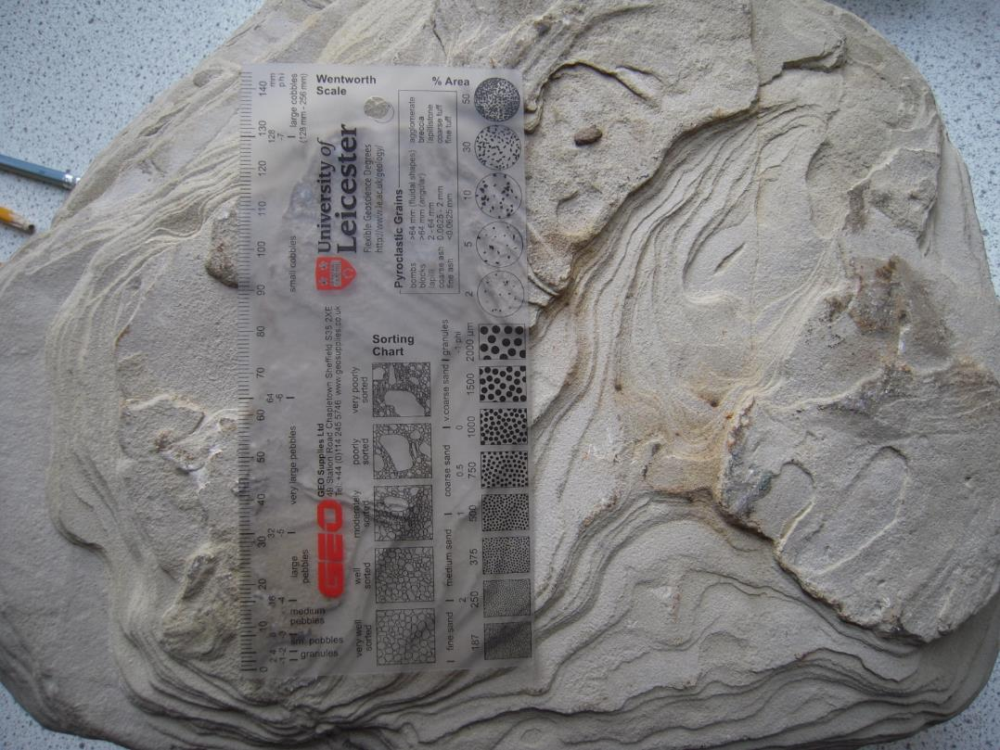 Wentworth
Scale
% Area
50
30
10
5
2
University of
Leicester
Flexible Geoscience Degrees
http://www.le.ac.uk/geology/
Pyroclastic Grains
bombs >64 mm (fluidal shapes) agglomerate
blocks >64 mm (angular) breccia
lapilli 2 - 64 mm lapillistone
coarse ash 0.0625 - 2 mm coarse tuff
fine ash <0.0625 mm fine tuff
GEO
GEO Supplies Ltd
49 Station Road Chapletown Sheffield S35 2XE
Tel: +44 (0)114 245 5746 www.geosupplies.co.uk
Sorting
Chart
very poorly
sorted
poorly
sorted
moderately
sorted
well
sorted
very well
sorted
0 10 20 30 40 50 60 70 80 90 100 110 120 130 140 mm
2 4 8 16 32 64 128
-1 -2 -4 -5 -6 -7 phi
granules
sm. pebbles
medium
pebbles
large
pebbles
very large pebbles
small cobbles
large cobbles
(128 mm - 256 mm)
fine sand medium sand coarse sand v.coarse sand granules
2 1 0.5 0 -1 phi
187 250 375 500 750 1000 1500 2000 µm